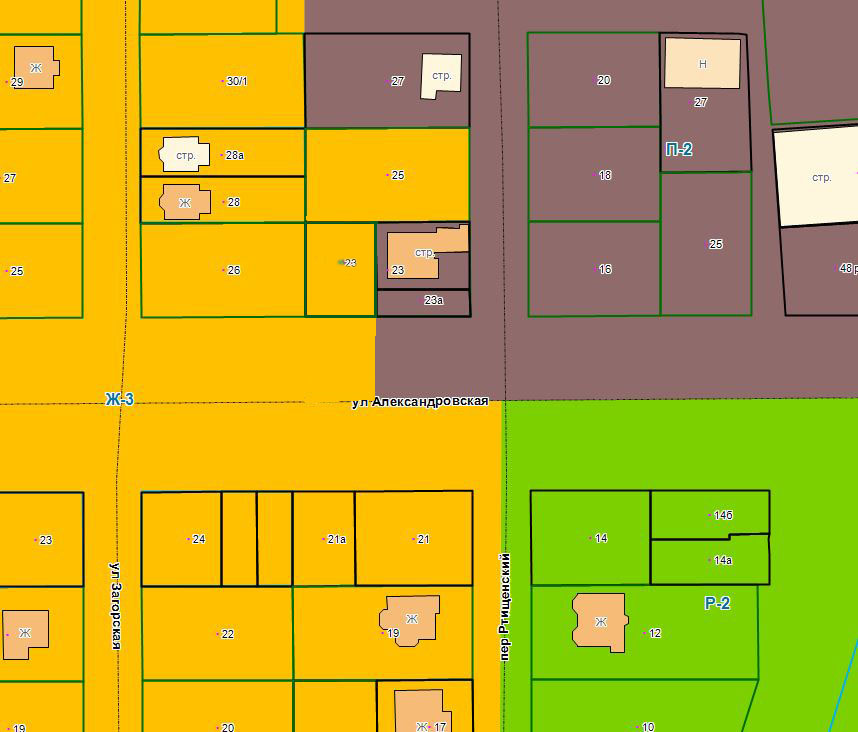 Ж
29
30/1
27
стр.
20
Н
27
стр.
28а
27
25
18
П-2
стр.
Ж
28
25
26
23
стр.
23
16
25
48
23а
Ж-3
ул Александровская
23
24
21а
21
14
14б
14а
ул Загорская
пер Ртищенский
Р-2
Ж
22
Ж
19
Ж
12
19
20
Ж
17
10